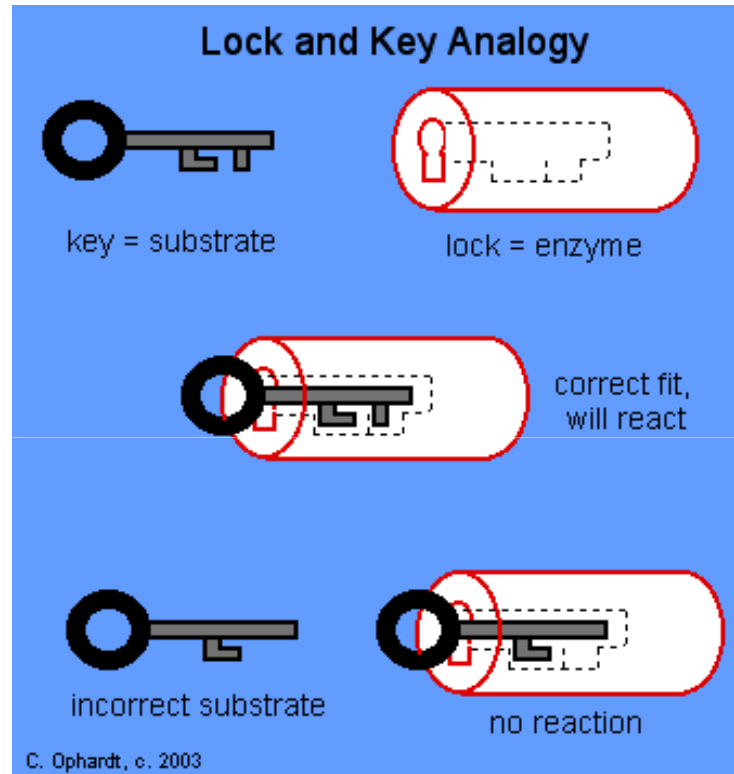 Lock and Key Analogy
key = substrate
lock = enzyme
correct fit,
will react
incorrect substrate
no reaction
C. Ophardt, c. 2003